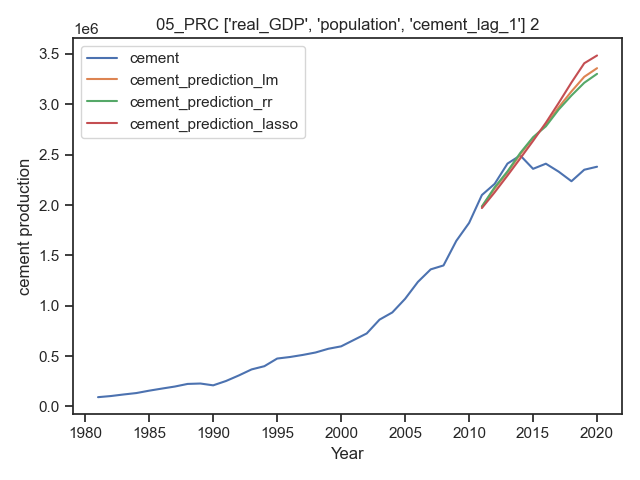 05_PRC ['real_GDP', 'population', 'cement_lag_1'] 2
1e6
3.5
3.0
2.5
2.0
1.5
1.0
0.5
0.0
cement production
cement
cement_prediction_lm
cement_prediction_rr
cement_prediction_lasso
1980 1985 1990 1995 2000 2005 2010 2015 2020
Year